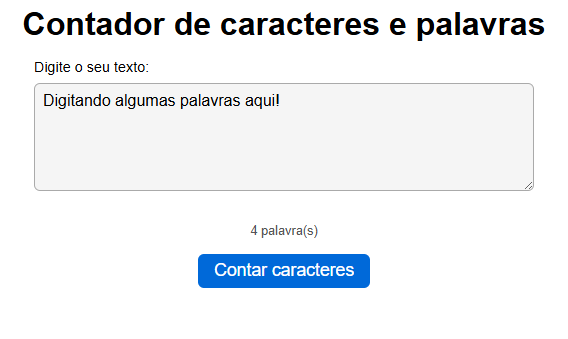 Contador de caracteres e palavras
Digite o seu texto:
Digitando algumas palavras aqui!
4 palavra(s)
Contar caracteres